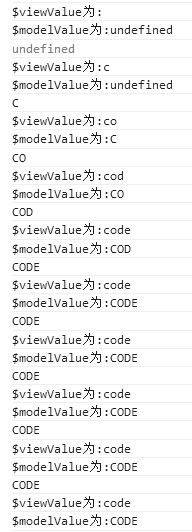 $viewValue为:
$modelValue为:undefined
undefined
$viewValue为:c
$modelValue为:undefined
C
$viewValue为:co
$modelValue为:C
CO
$viewValue为:cod
$modelValue为:CO
COD
$viewValue为:code
$modelValue为:COD
CODE
$viewValue为:code
$modelValue为:CODE
CODE
$viewValue为:code
$modelValue为:CODE
CODE
$viewValue为:code
$modelValue为:CODE
CODE
$viewValue为:code
$modelValue为:CODE
CODE
$viewValue为:code
$modelValue为:CODE